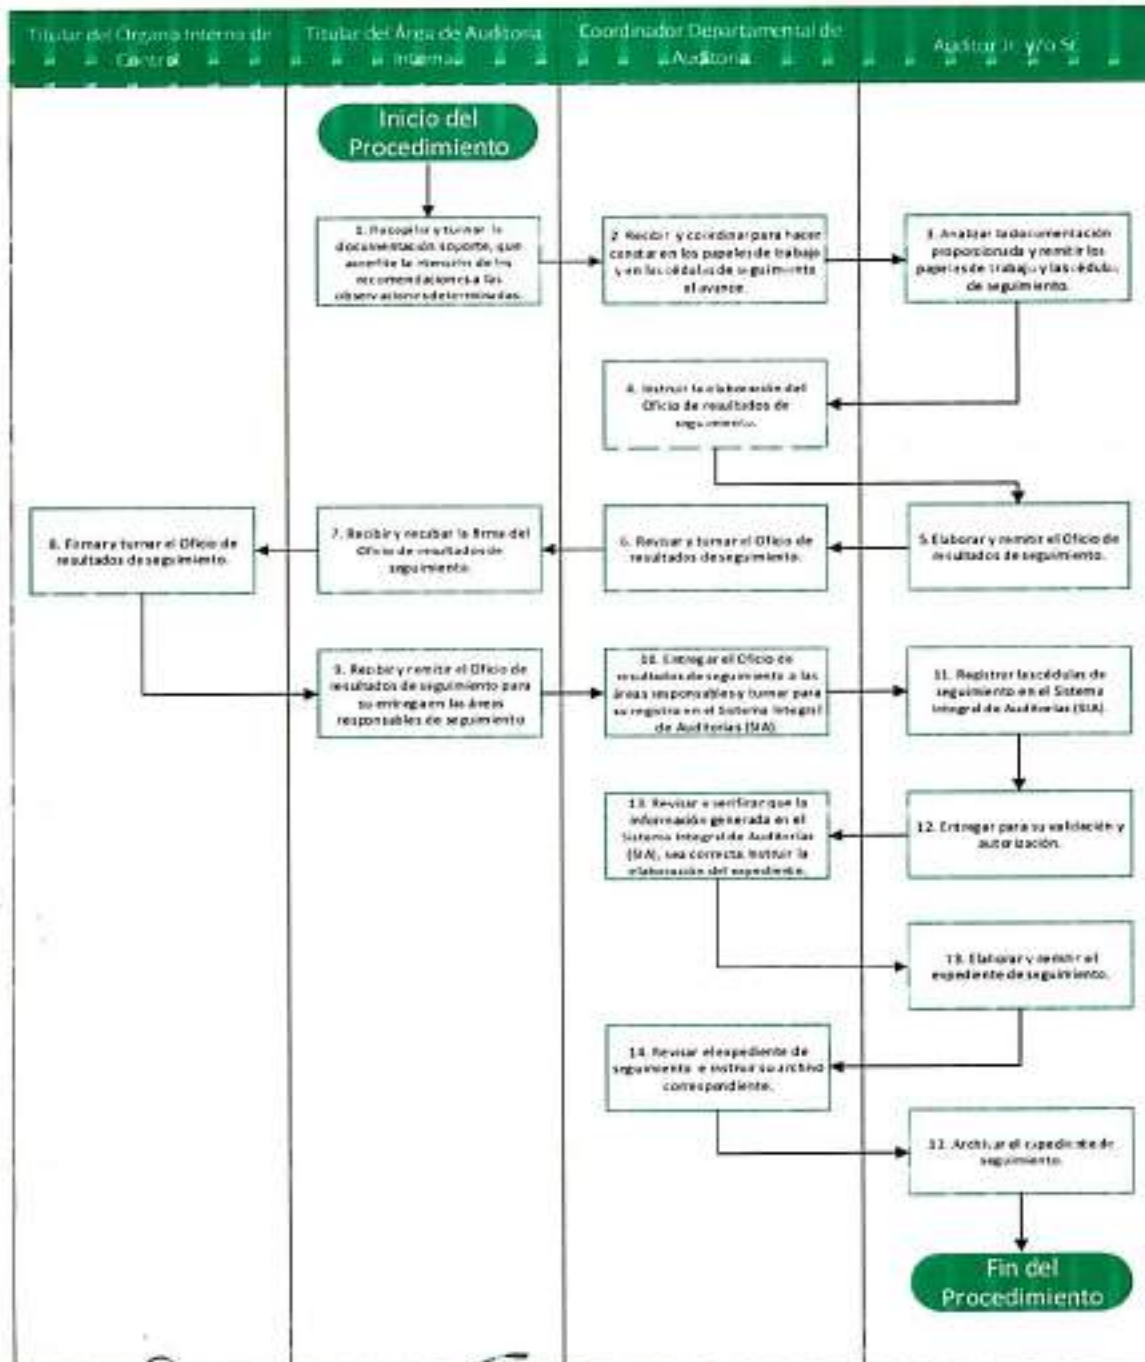 Titular del Órgano Interno de
Control
Titular del Área de Auditoria
Interna
Coordinador Departamental de
Auditoria
Auditor Jr. y/o Sr.
Inicio del
Procedimiento
1. Recopilar y turnar la
documentación soporte, que
acredite la atención de las
recomendaciones a las
observaciones determinadas.
2. Recibir y coordinar para hacer
constar en los papeles de trabajo
y en las cédulas de seguimiento
el avance.
3. Analizar la documentación
proporcionada y remitir los
papeles de trabajo y las cédulas
de seguimiento.
4. Instruir la elaboración del
Oficio de resultados de
seguimiento.
8. Firmar y turnar el Oficio de
resultados de seguimiento.
7. Recibir y recabar la firma del
Oficio de resultados de
seguimiento.
6. Revisar y turnar el Oficio de
resultados de seguimiento.
5. Elaborar y remitir el Oficio de
resultados de seguimiento.
9. Recibir y remitir el Oficio de
resultados de seguimiento para
su entrega en las áreas
responsables de seguimiento
10. Entregar el Oficio de
resultados de seguimiento a las
áreas responsables y turnar para
su registro en el Sistema Integral
de Auditorías (SIA)
11. Registrar las cédulas de
seguimiento en el Sistema
Integral de Auditorías (SIA).
13. Revisar y verificar que la
información generada en el
Sistema Integral de Auditorías
(SIA), sea correcta. Instruir la
elaboración del expediente.
12. Entregar para su validación y
autorización.
Elaborar y remitir el
expediente de seguimiento.
14. Revisar el expediente de
seguimiento e instruir su archivo
correspondiente.
Archivar el expediente de
seguimiento.
Fin del
Procedimiento